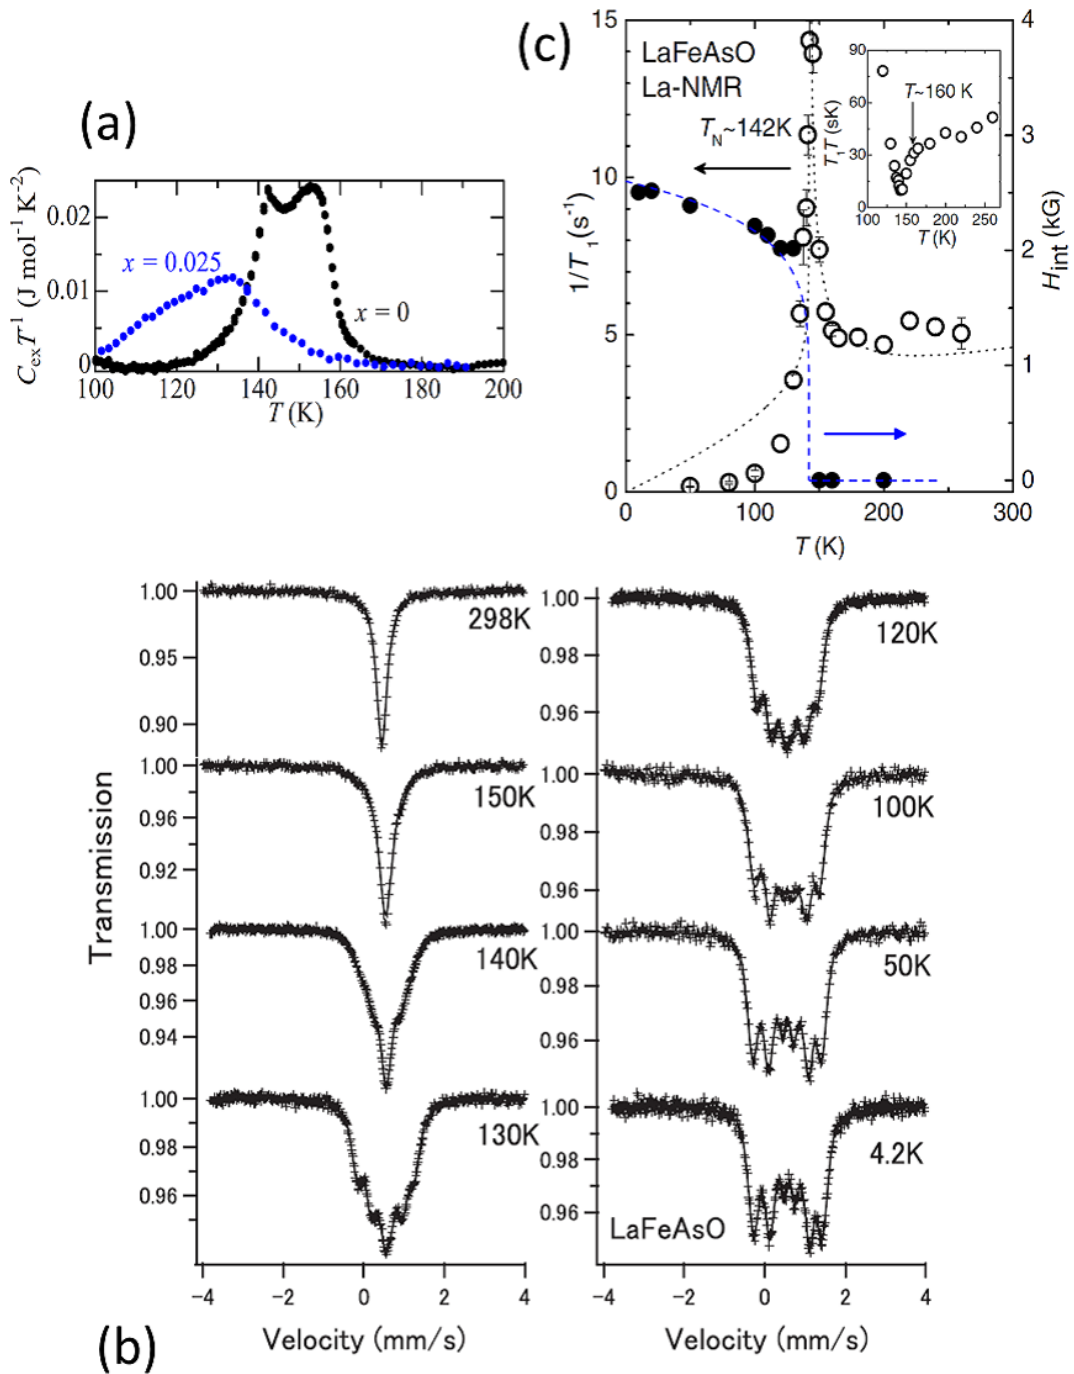 (a)
C_ex T^-1 (J mol^-1 K^-2)
0.02
0.01
0
x = 0.025
x = 0
100 120 140 160 180 200
T (K)
(c)
15
10
5
0
1/T_1 (s^-1)
LaFeAsO
La-NMR
T_N~142K
4
3
2
1
0
H_int (kG)
0 100 200 300
T (K)
90
60
30
0
T_1T (sK)
T~160 K
100 150 200 250
T (K)
Transmission
1.00
0.95
0.90
298K
1.00
0.96
0.92
150K
1.00
0.98
0.96
0.94
140K
1.00
0.98
0.96
130K
-4 -2 0 2 4
Velocity (mm/s)
1.00
0.98
0.96
120K
1.00
0.98
0.96
100K
1.00
0.98
0.96
50K
1.00
0.98
0.96
4.2K
LaFeAsO
-4 -2 0 2 4
Velocity (mm/s)
(b)